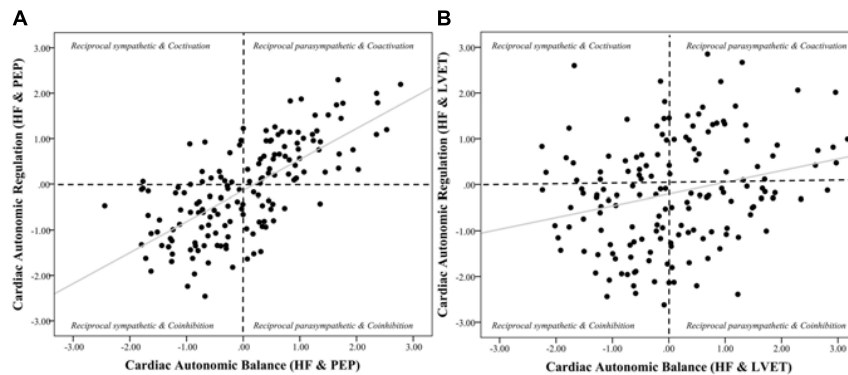 A
Reciprocal sympathetic & Coctivation
Reciprocal parasympathetic & Coactivation
Cardiac Autonomic Regulation (HF & PEP)
3.00
2.00
1.00
.00
-1.00
-2.00
-3.00
Reciprocal sympathetic & Coinhibition
Reciprocal parasympathetic & Coinhibition
-3.00 -2.00 -1.00 .00 1.00 2.00 3.00
Cardiac Autonomic Balance (HF & PEP)
B
Reciprocal sympathetic & Coactivation
Reciprocal parasympathetic & Coactivation
Cardiac Autonomic Regulation (HF & LVET)
3.00
2.00
1.00
.00
-1.00
-2.00
-3.00
Reciprocal sympathetic & Coinhibition
Reciprocal parasympathetic & Coinhibition
-3.00 -2.00 -1.00 .00 1.00 2.00 3.00
Cardiac Autonomic Balance (HF & LVET)